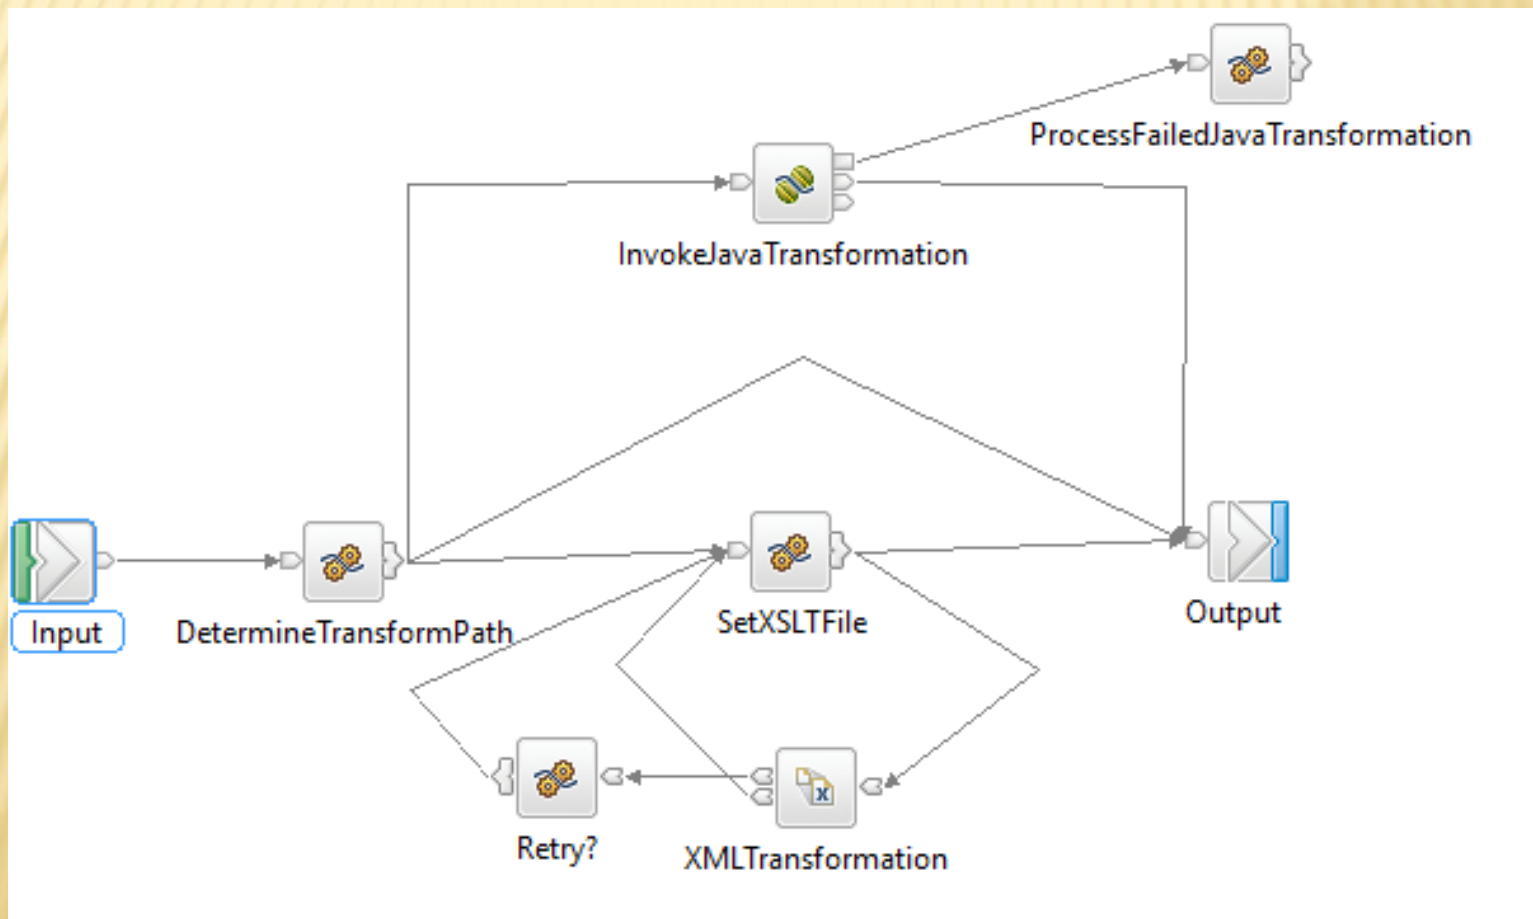 ProcessFailedJavaTransformation
InvokeJavaTransformation
Input
DetermineTransformPath
SetXSLTFile
Output
Retry?
XMLTransformation